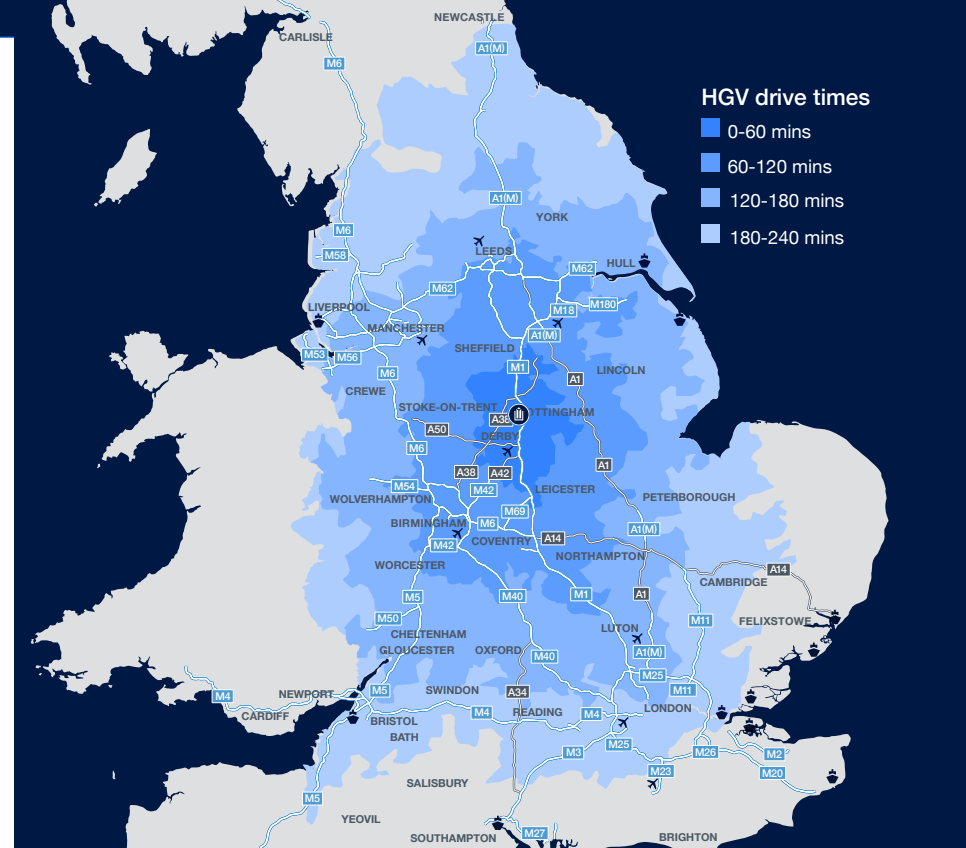 NEWCASTLE
CARLISLE
A1(M)
M6
HGV drive times
0-60 mins
60-120 mins
120-180 mins
180-240 mins
A1(M)
YORK
M6
LEEDS
M58
M62
HULL
M62
M180
LIVERPOOL
M18
MANCHESTER
A1(M)
SHEFFIELD
M53
M56
M1
M6
LINCOLN
A1
CREWE
STOKE-ON-TRENT
OTTINGHAM
A38
A50
DERBY
M6
A1
A38
A42
M54
M42
LEICESTER
WOLVERHAMPTON
PETERBOROUGH
M69
BIRMINGHAM
M6
A1(M)
COVENTRY
A14
M42
NORTHAMPTON
WORCESTER
A14
CAMBRIDGE
M5
M40
M1
A1
M50
M11
FELIXSTOWE
LUTON
CHELTENHAM
GLOUCESTER
OXFORD
A1(M)
M40
M25
M5
SWINDON
A34
M11
M4
NEWPORT
CARDIFF
M4
READING
M4
LONDON
BRISTOL
BATH
M3
M25
M26
M2
M23
M20
SALISBURY
M5
YEOVIL
SOUTHAMPTON
M27
BRIGHTON